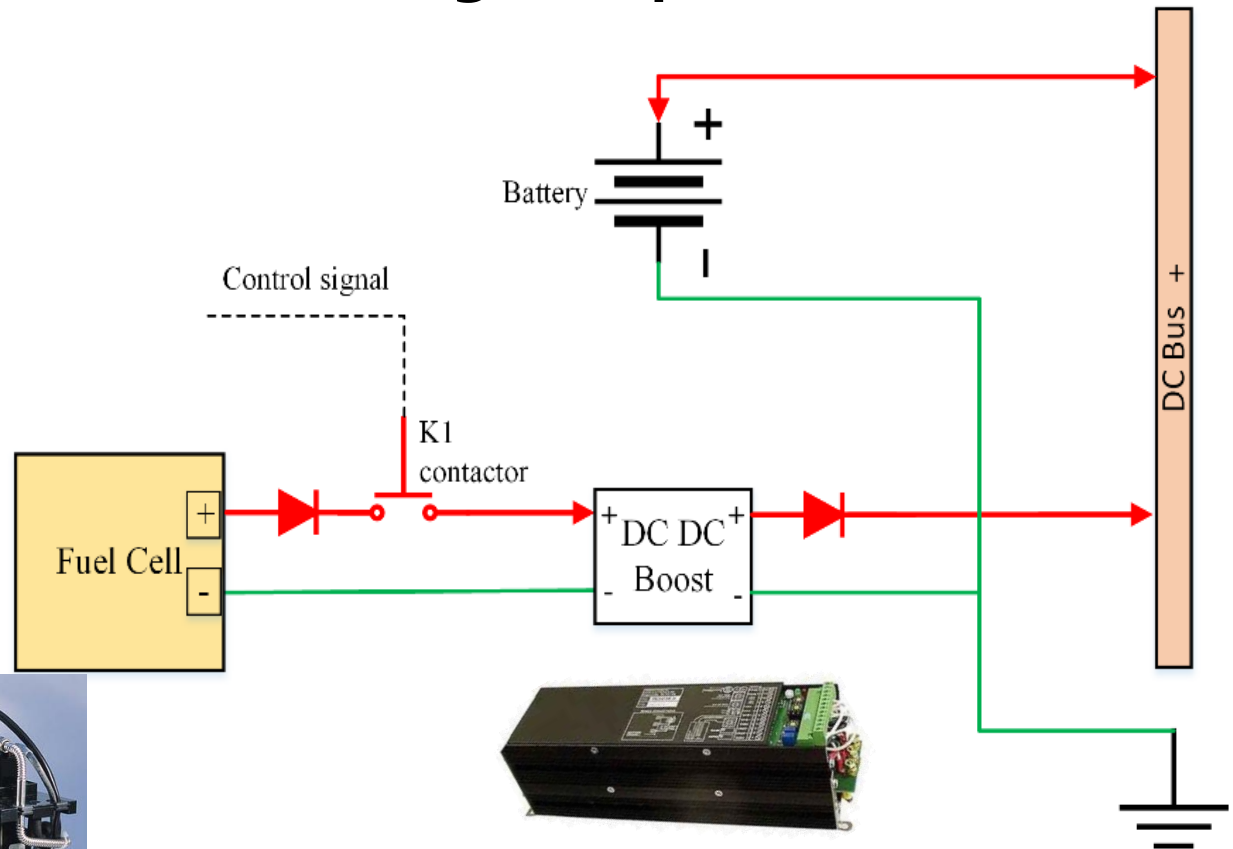 +
Battery
-
Control signal
K1
contactor
DC Bus +
+
Fuel Cell
-
+ DC DC +
- Boost -